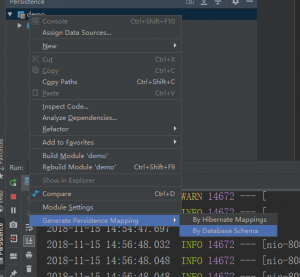 Persistence
demo
Console Ctrl+Shift+F10
Assign Data Sources...
New
Cut Ctrl+X
Copy Ctrl+C
Copy Paths Ctrl+Shift+C
Paste Ctrl+V
Inspect Code...
Analyze Dependencies...
Refactor
Add to Favorites
Build Module 'demo'
Rebuild Module 'demo' Ctrl+Shift+F9
Show in Explorer
Compare Ctrl+D
Module Settings
Generate Persistence Mapping
By Hibernate Mappings
By Database Schema
2: Favorites
Run:
WARN 14672 --- [
2018-11-15 14:54:47.697
INFO 14672 --- [
2018-11-15 14:56:48.032 INFO 14672 --- [nio-80
2018-11-15 14:56:48.048 INFO 14672 --- [nio-80
2018-11-15 14:56:48.048 INFO 14672 --- [nio-80